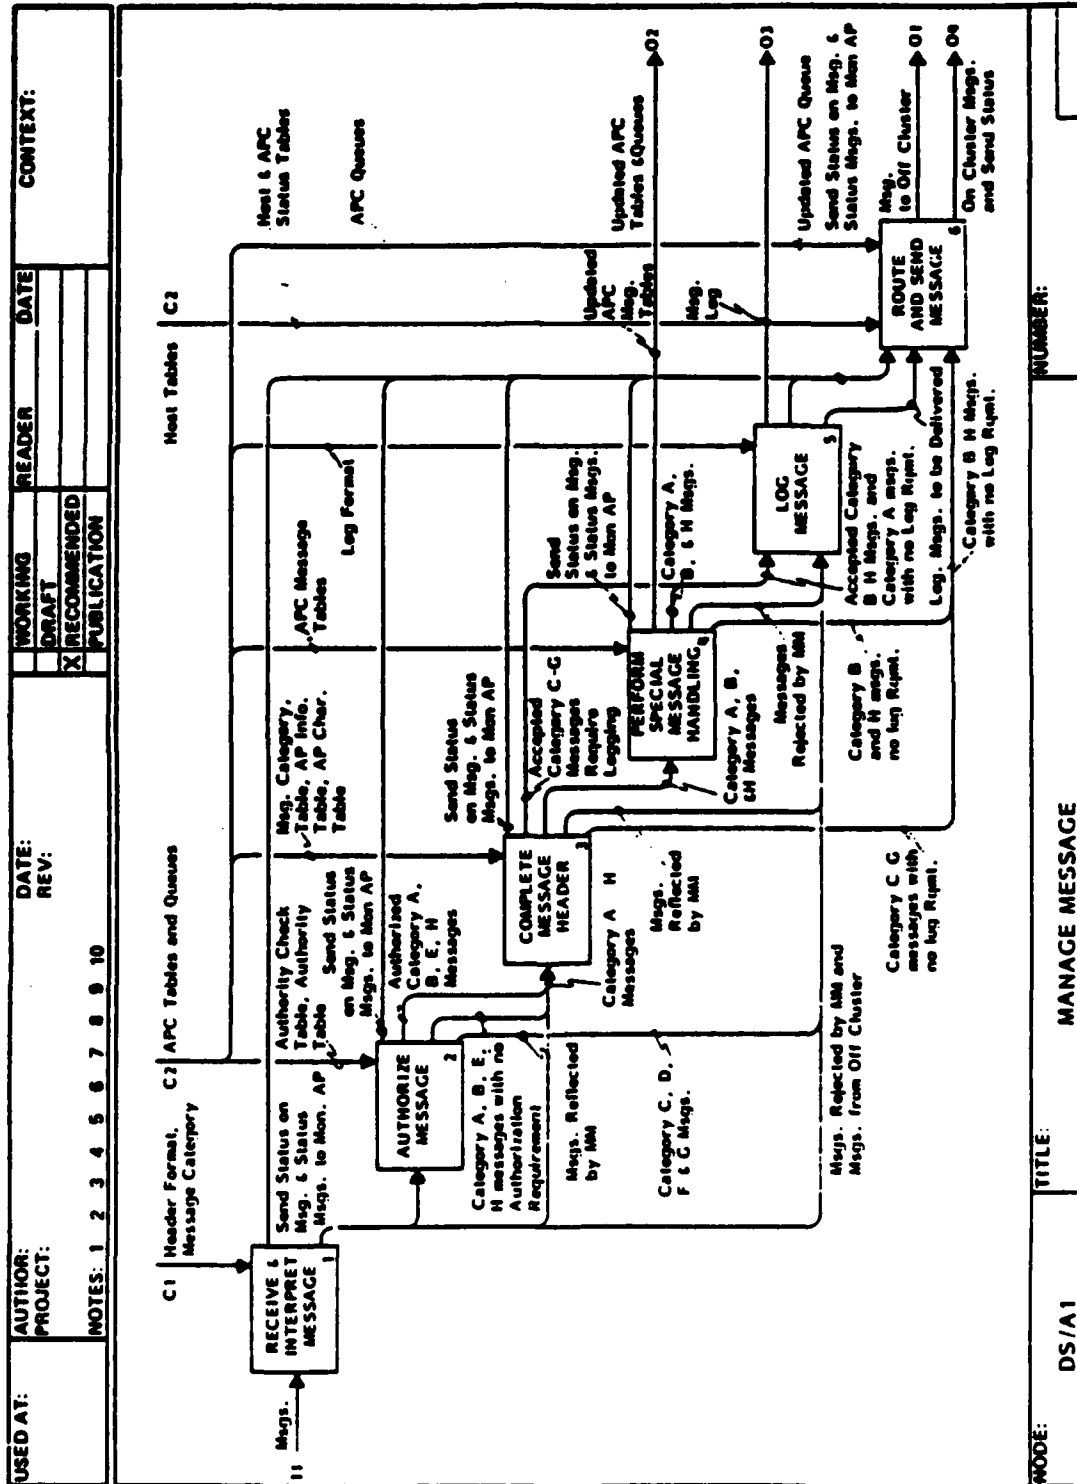 USED AT:
AUTHOR:
PROJECT:
NOTES: 1 2 3 4 5 6 7 8 9 10
DATE:
REV:
WORKING
DRAFT
X RECOMMENDED
PUBLICATION
READER
DATE
CONTEXT:
C1
Header Format,
Message Category
C2 APC Tables and Queues
Host Tables
C2
Host & APC
Status Tables
APC Queues
I1
Msgs.
RECEIVE &
INTERPRET
MESSAGE
1
Send Status on
Msg. & Status
Msgs. to Mon. AP
Authority Check
Table, Authority
Table
Send Status
on Msg. & Status
Msgs. to Mon AP
AUTHORIZE
MESSAGE
2
Authorized
Category A,
B, E, H
Messages
Msg. Category,
Table, AP Info.
Table, AP Char.
Table
APC Message
Tables
Log Format
Category A, B, E,
H messages with no
Authorization
Requirement
Msgs. Reflected
by MM
Category C, D,
F & G Msgs.
COMPLETE
MESSAGE
HEADER
3
Category A H
Messages
Send Status
on Msg. & Status
Msgs. to Mon AP
Accepted
Category C-G
Messages
Require
Logging
Msgs.
Reflected
by MM
Category A, B,
&H Messages
PERFORM
SPECIAL
MESSAGE
HANDLING
4
Send
Status on Msg.
& Status Msgs.
to Mon AP
Category A,
B, & H Msgs.
Updated
APC
Msg.
Tables
Updated APC
Tables &Queues
O2
Messages
Rejected by MM
Category B
and H msgs.
no log Rqmt.
Category C G
messages with
no log Rqmt.
Msgs. Rejected by MM and
Msgs. from Off Cluster
LOG
MESSAGE
5
Msg.
Log
O3
Accepted Category
B H Msgs. and
Category A msgs.
with no Log Rqmt.
Log. Msgs. to be Delivered
Category B H Msgs.
with no Log Rqmt.
Updated APC Queue
Send Status on Msg. &
Status Msgs. to Mon AP
ROUTE
AND SEND
MESSAGE
6
Msg.
to Off Cluster
O1
O4
On Cluster Msgs.
and Send Status
NODE:
DS/A1
TITLE:
MANAGE MESSAGE
NUMBER: